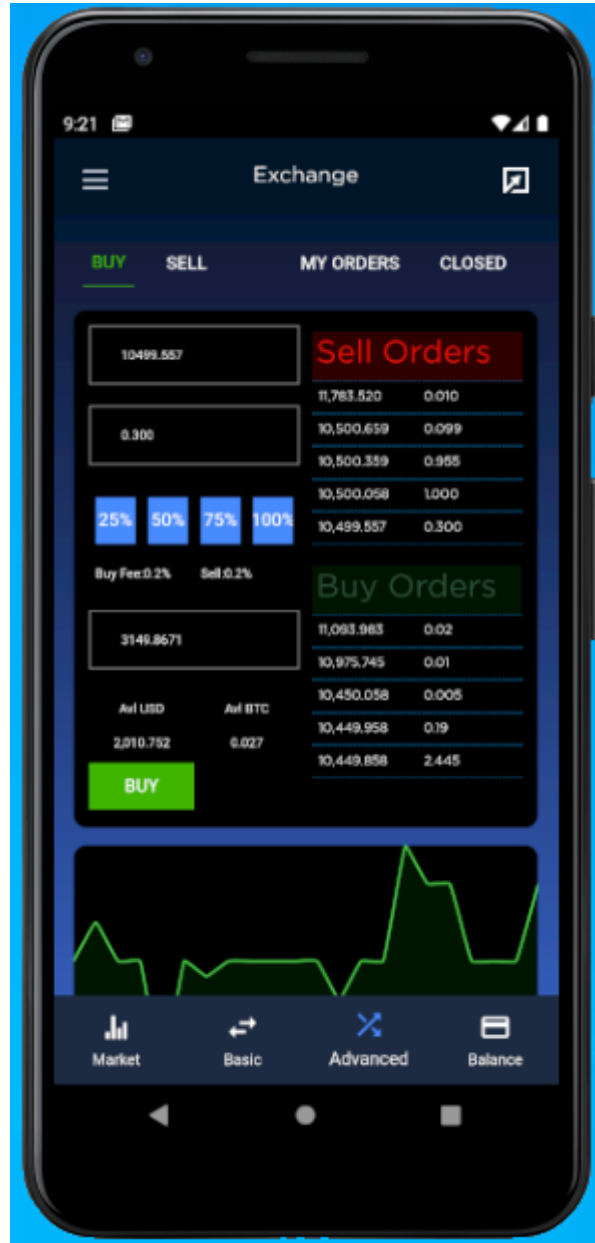 9:21
Exchange
BUY SELL MY ORDERS CLOSED
10499.557
0.300
25% 50% 75% 100%
Buy Fee:0.2% Sell:0.2%
3149.8671
Avl USD Avl BTC
2,010.752 0.027
BUY
Sell Orders
11,783.520 0.010
10,500.659 0.099
10,500.359 0.955
10,500.058 1.000
10,499.557 0.300
Buy Orders
11,093.983 0.02
10,975.745 0.01
10,450.058 0.005
10,449.958 0.19
10,449.858 2.445
Market Basic Advanced Balance